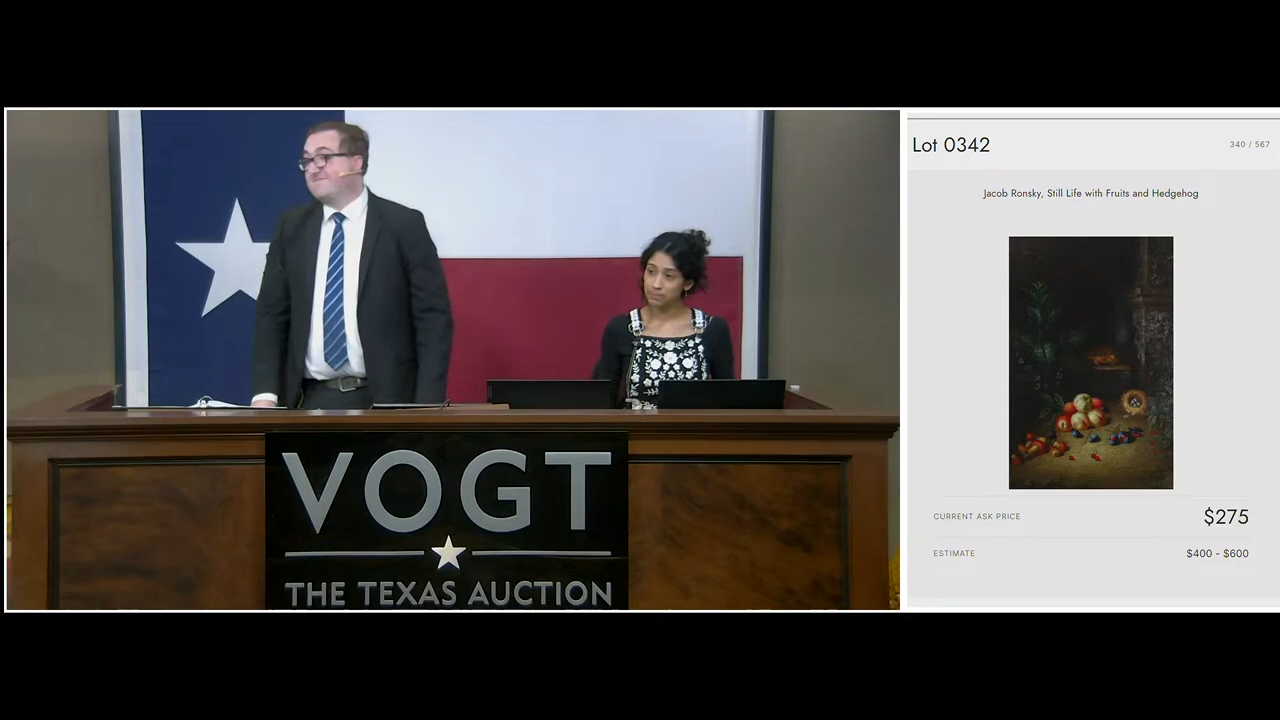 VOGT
THE TEXAS AUCTION
Lot 0342
340 / 567
Jacob Ronsky, Still Life with Fruits and Hedgehog
CURRENT ASK PRICE
$275
ESTIMATE
$400 - $600